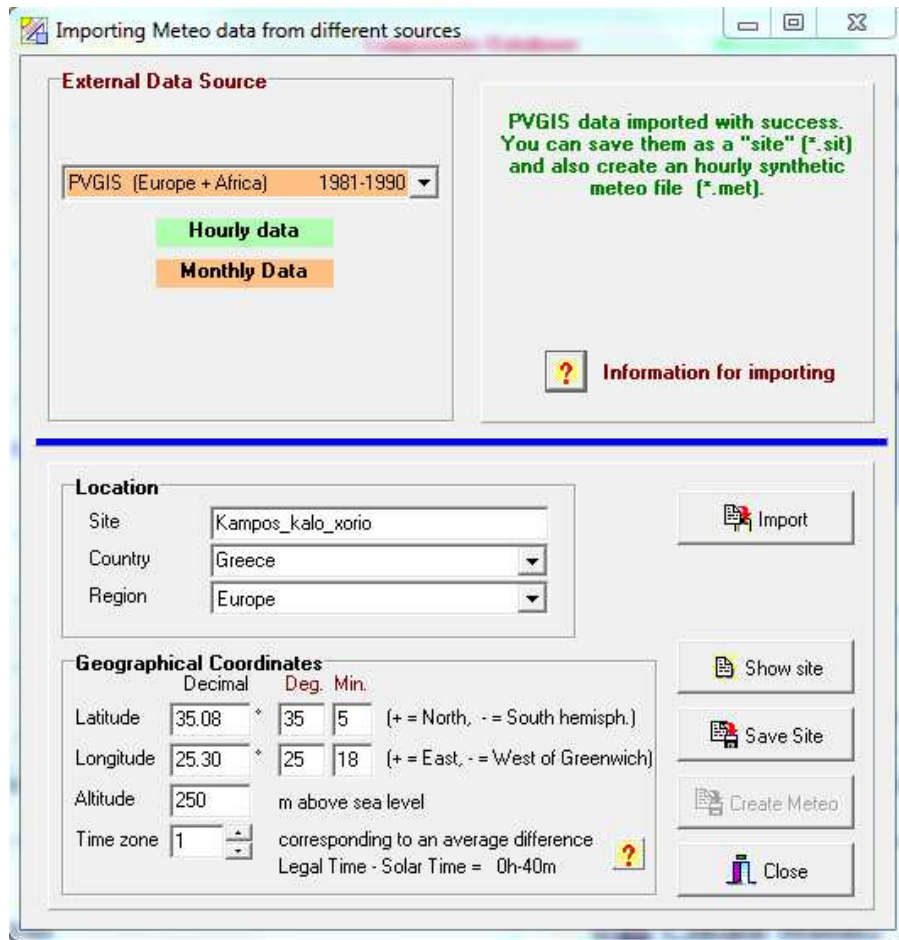 Importing Meteo data from different sources
External Data Source
PVGIS (Europe + Africa) 1981-1990
Hourly data
Monthly Data
PVGIS data imported with success.
You can save them as a "site" (*.sit)
and also create an hourly synthetic
meteo file (*.met).
? Information for importing
Location
Site Kampos_kalo_xorio
Country Greece
Region Europe
Import
Geographical Coordinates
Decimal Deg. Min.
Latitude 35.08 ° 35 5 (+ = North, - = South hemisph.)
Longitude 25.30 ° 25 18 (+ = East, - = West of Greenwich)
Altitude 250 m above sea level
Time zone 1 corresponding to an average difference
Legal Time - Solar Time = 0h-40m ?
Show site
Save Site
Create Meteo
Close